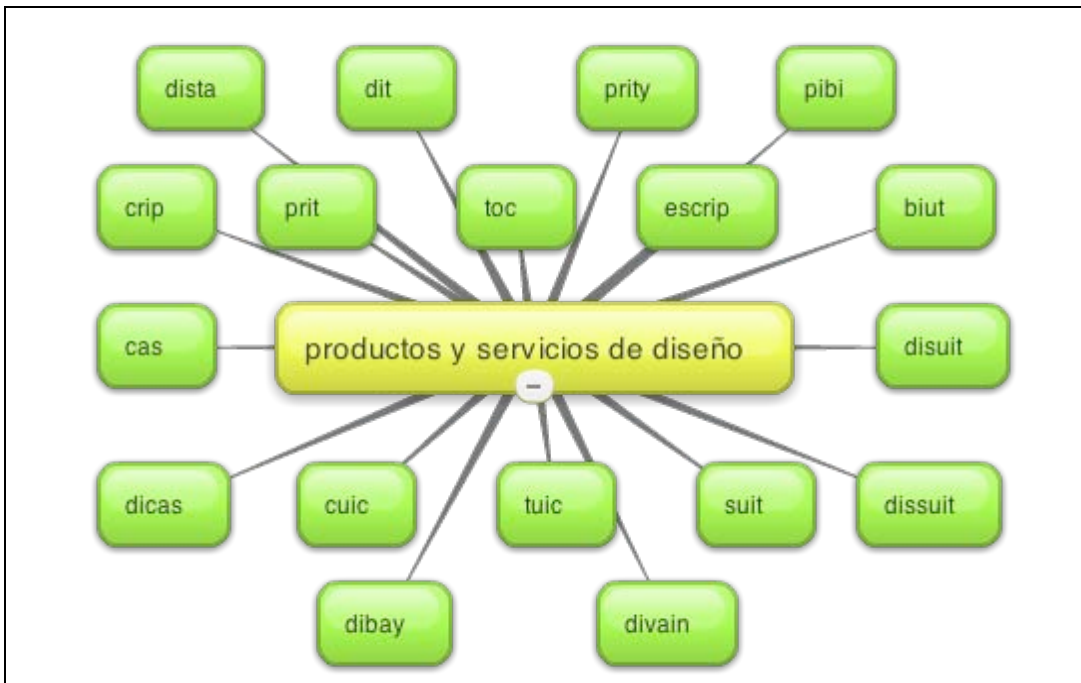 dista
dit
prity
pibi
crip
prit
toc
escrip
biut
cas
productos y servicios de diseño
disuit
dicas
cuic
tuic
suit
dissuit
dibay
divain